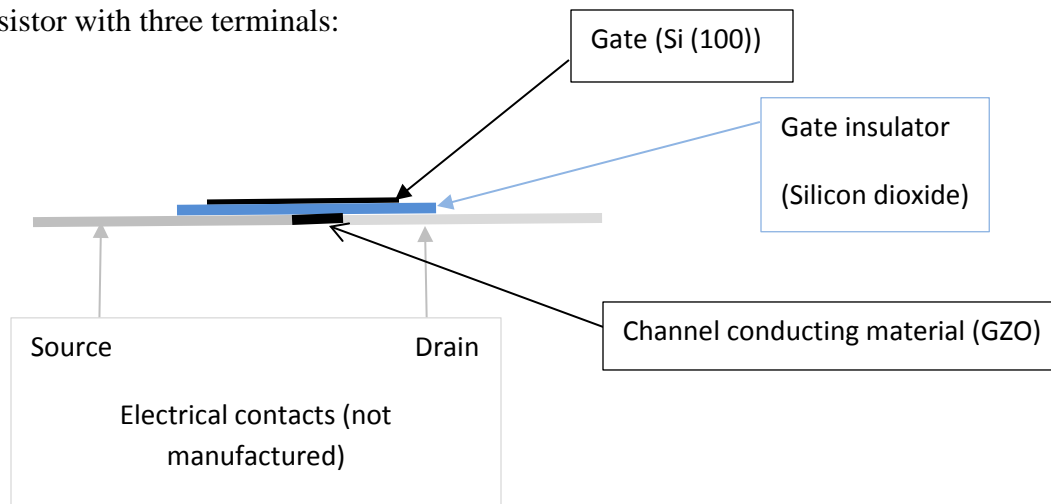 sistor with three terminals:
Gate (Si (100))
Gate insulator
(Silicon dioxide)
Channel conducting material (GZO)
Source Drain
Electrical contacts (not
manufactured)